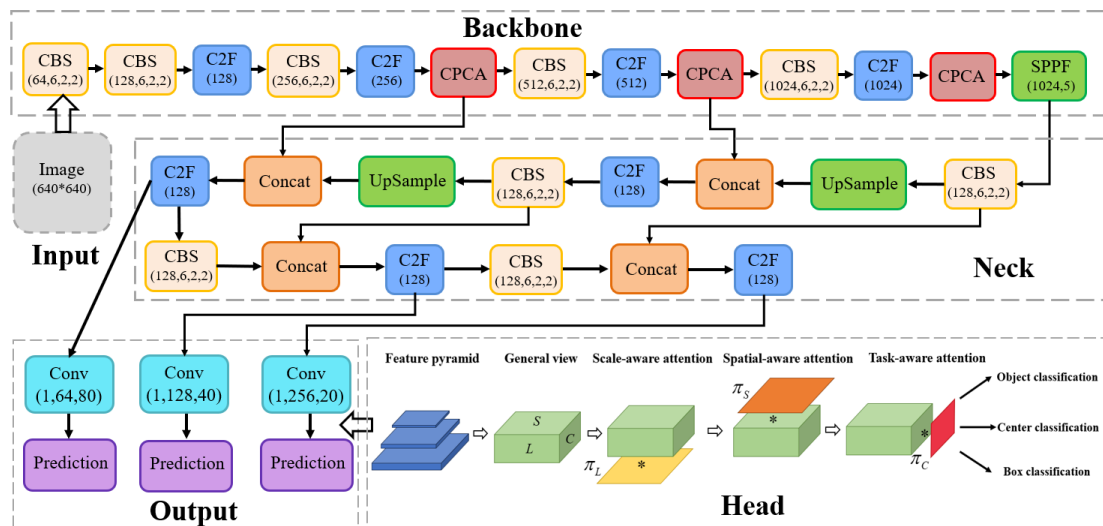 Backbone
CBS
(64,6,2,2)
CBS
(128,6,2,2)
C2F
(128)
CBS
(256,6,2,2)
C2F
(256)
CPCA
CBS
(512,6,2,2)
C2F
(512)
CPCA
CBS
(1024,6,2,2)
C2F
(1024)
CPCA
SPPF
(1024,5)
Image
(640*640)
Input
C2F
(128)
Concat
UpSample
CBS
(128,6,2,2)
C2F
(128)
Concat
UpSample
CBS
(128,6,2,2)
CBS
(128,6,2,2)
Concat
C2F
(128)
CBS
(128,6,2,2)
Concat
C2F
(128)
Neck
Conv
(1,64,80)
Conv
(1,128,40)
Conv
(1,256,20)
Prediction
Prediction
Prediction
Output
Feature pyramid
General view
Scale-aware attention
Spatial-aware attention
Task-aware attention
S
L
C
π_L
*
π_S
*
*
π_C
Object classification
Center classification
Box classification
Head